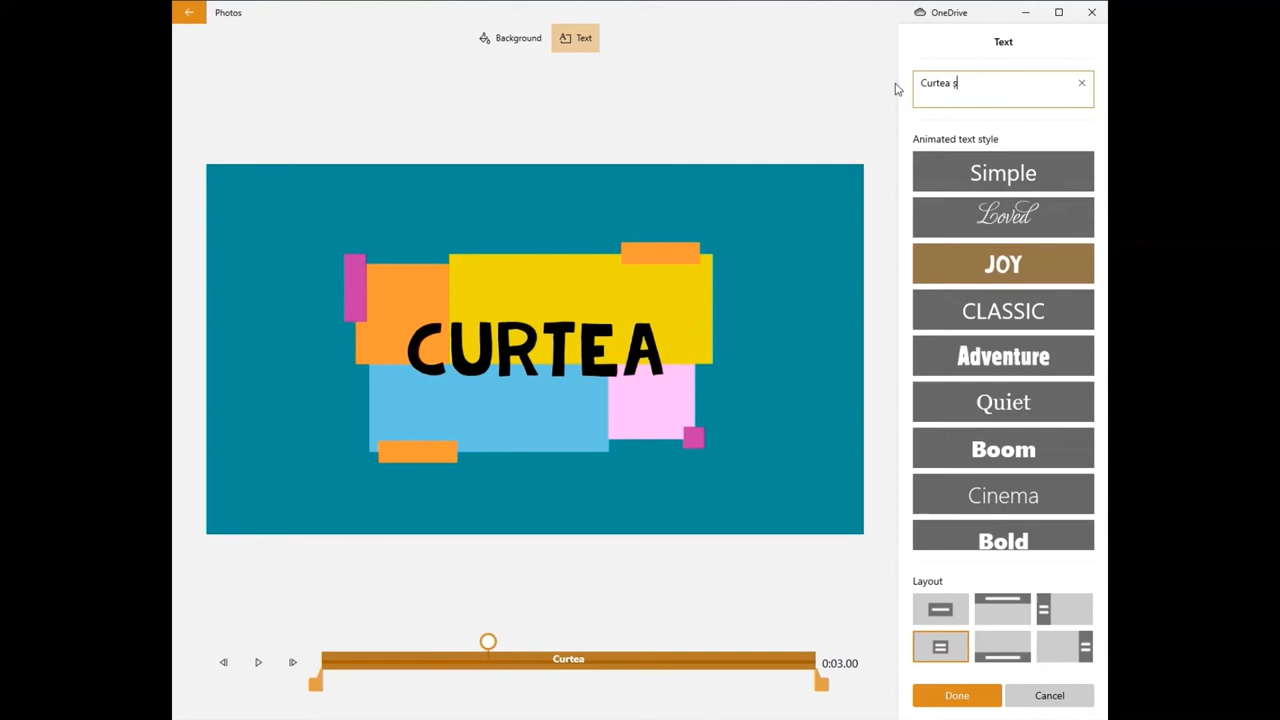 Photos
OneDrive
Background
Text
Text
Curtea s
Animated text style
Simple
Loved
JOY
CLASSIC
Adventure
Quiet
Boom
Cinema
Bold
CURTEA
Layout
Curtea
0:03.00
Done
Cancel